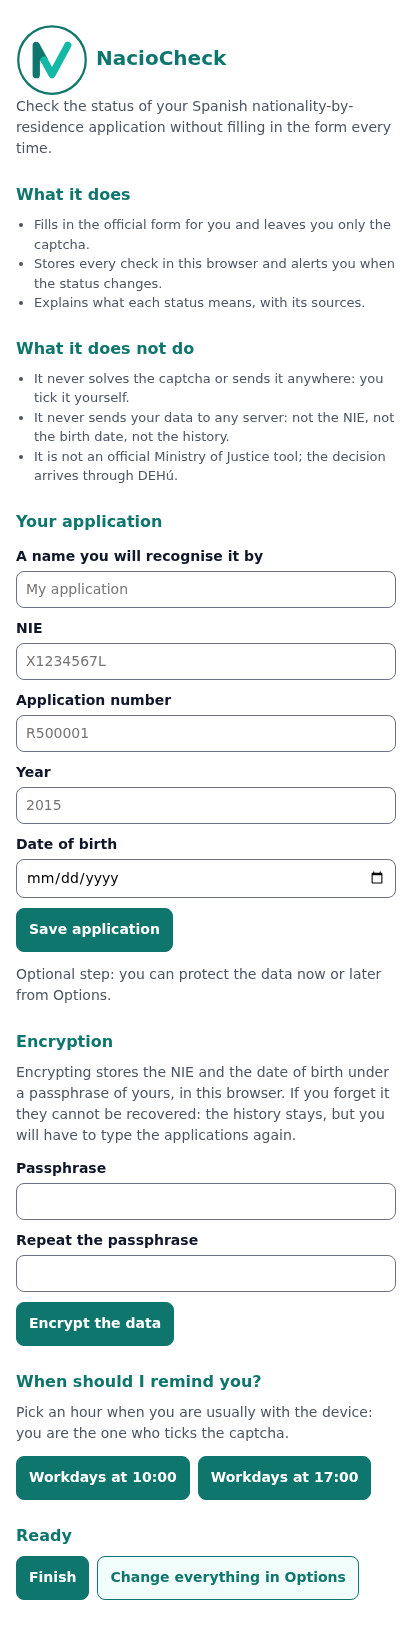 NacioCheck
Check the status of your Spanish nationality-by-
residence application without filling in the form every
time.
What it does
• Fills in the official form for you and leaves you only the
captcha.
• Stores every check in this browser and alerts you when
the status changes.
• Explains what each status means, with its sources.
What it does not do
• It never solves the captcha or sends it anywhere: you
tick it yourself.
• It never sends your data to any server: not the NIE, not
the birth date, not the history.
• It is not an official Ministry of Justice tool; the decision
arrives through DEHú.
Your application
A name you will recognise it by
My application
NIE
X1234567L
Application number
R500001
Year
2015
Date of birth
mm/dd/yyyy
Save application
Optional step: you can protect the data now or later
from Options.
Encryption
Encrypting stores the NIE and the date of birth under
a passphrase of yours, in this browser. If you forget it
they cannot be recovered: the history stays, but you
will have to type the applications again.
Passphrase
Repeat the passphrase
Encrypt the data
When should I remind you?
Pick an hour when you are usually with the device:
you are the one who ticks the captcha.
Workdays at 10:00 Workdays at 17:00
Ready
Finish Change everything in Options